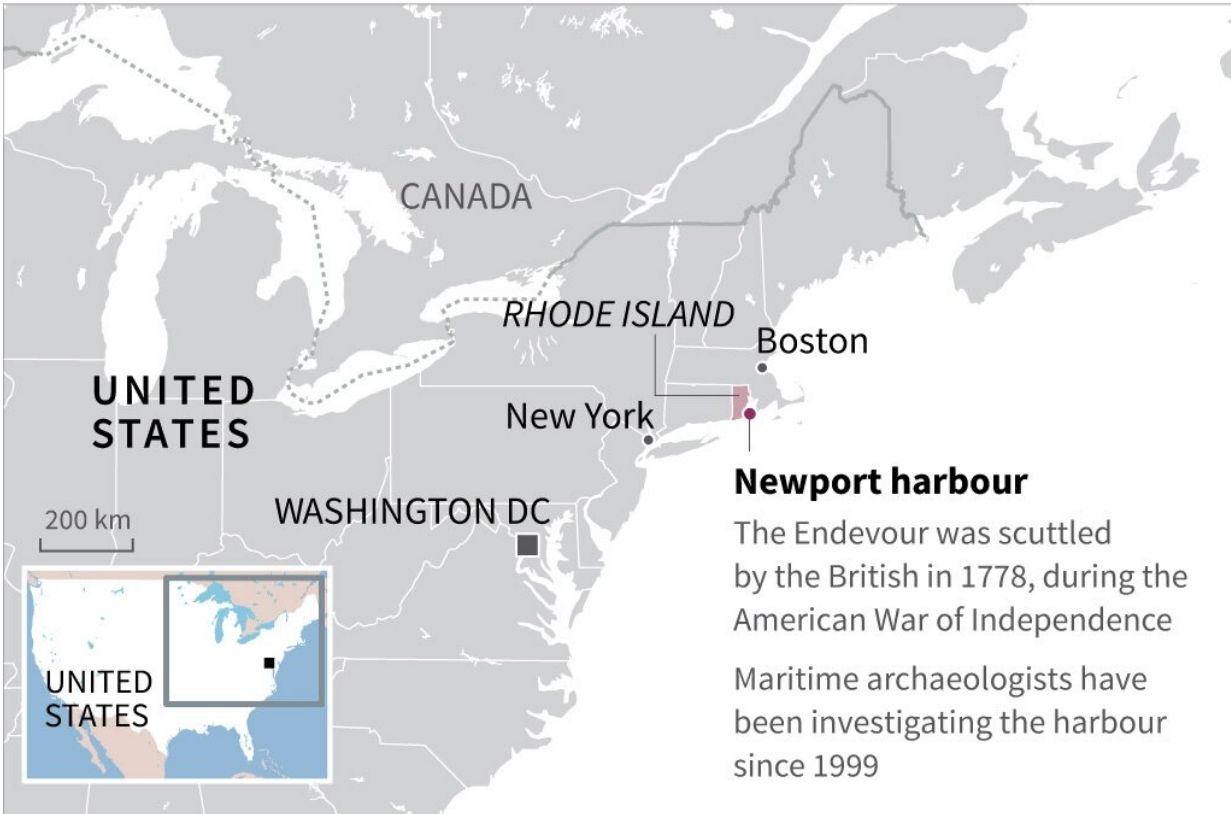 CANADA
RHODE ISLAND
Boston
UNITED
STATES
New York
Newport harbour
WASHINGTON DC
200 km
The Endevour was scuttled
by the British in 1778, during the
American War of Independence
Maritime archaeologists have
been investigating the harbour
since 1999
UNITED
STATES